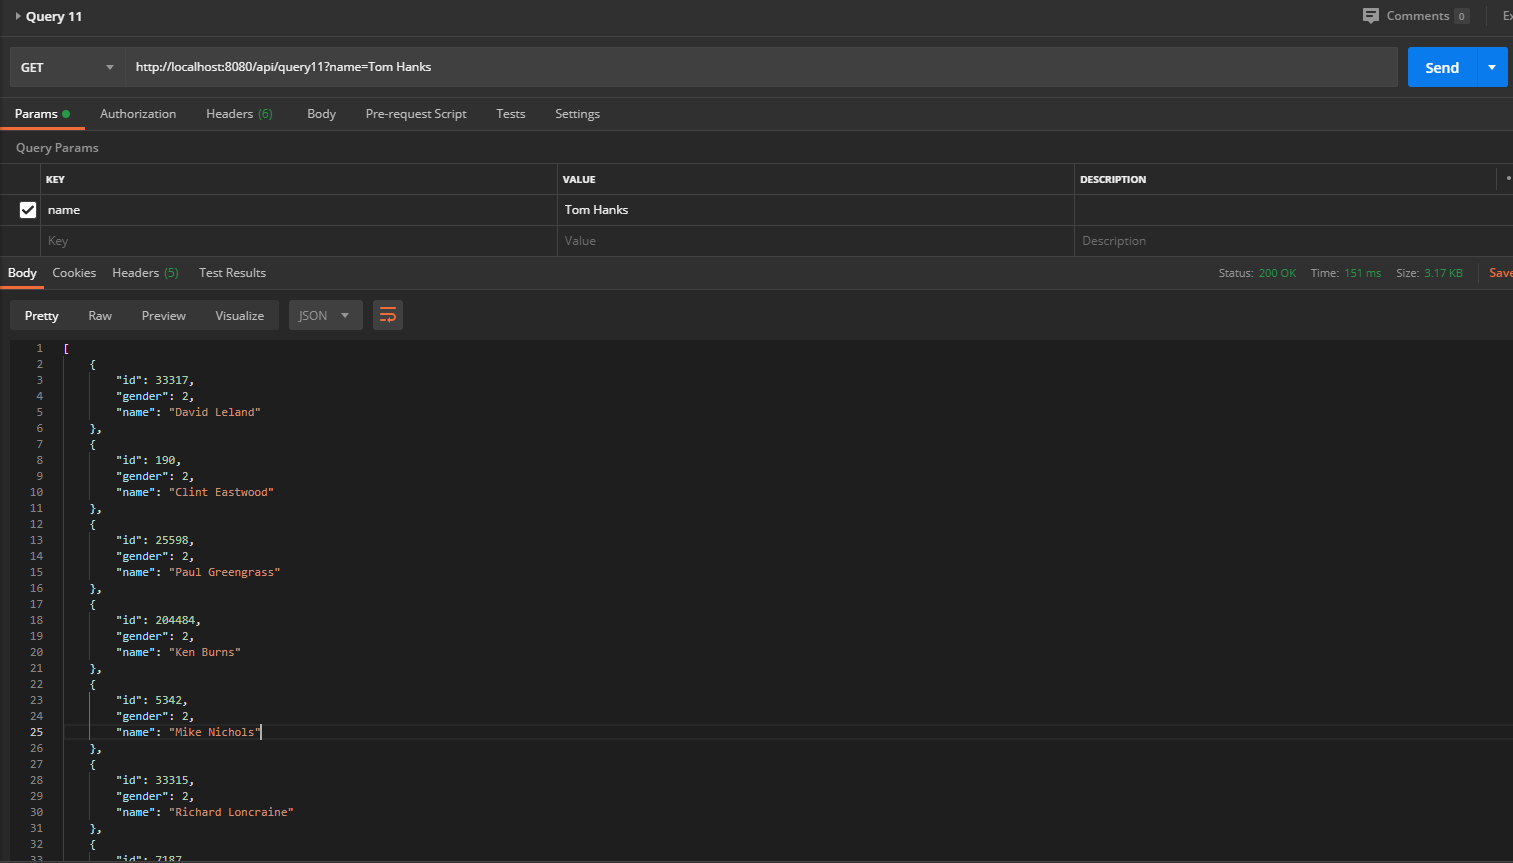 Query 11 Comments 0 Ex
GET http://localhost:8080/api/query11?name=Tom Hanks Send
Params Authorization Headers (6) Body Pre-request Script Tests Settings
Query Params
KEY VALUE DESCRIPTION
name Tom Hanks
Key Value Description
Body Cookies Headers (5) Test Results Status: 200 OK Time: 151 ms Size: 3.17 KB Save
Pretty Raw Preview Visualize JSON
1 [
2 {
3 "id": 33317,
4 "gender": 2,
5 "name": "David Leland"
6 },
7 {
8 "id": 190,
9 "gender": 2,
10 "name": "Clint Eastwood"
11 },
12 {
13 "id": 25598,
14 "gender": 2,
15 "name": "Paul Greengrass"
16 },
17 {
18 "id": 204484,
19 "gender": 2,
20 "name": "Ken Burns"
21 },
22 {
23 "id": 5342,
24 "gender": 2,
25 "name": "Mike Nichols"
26 },
27 {
28 "id": 33315,
29 "gender": 2,
30 "name": "Richard Loncraine"
31 },
32 {
33 "id": 7187